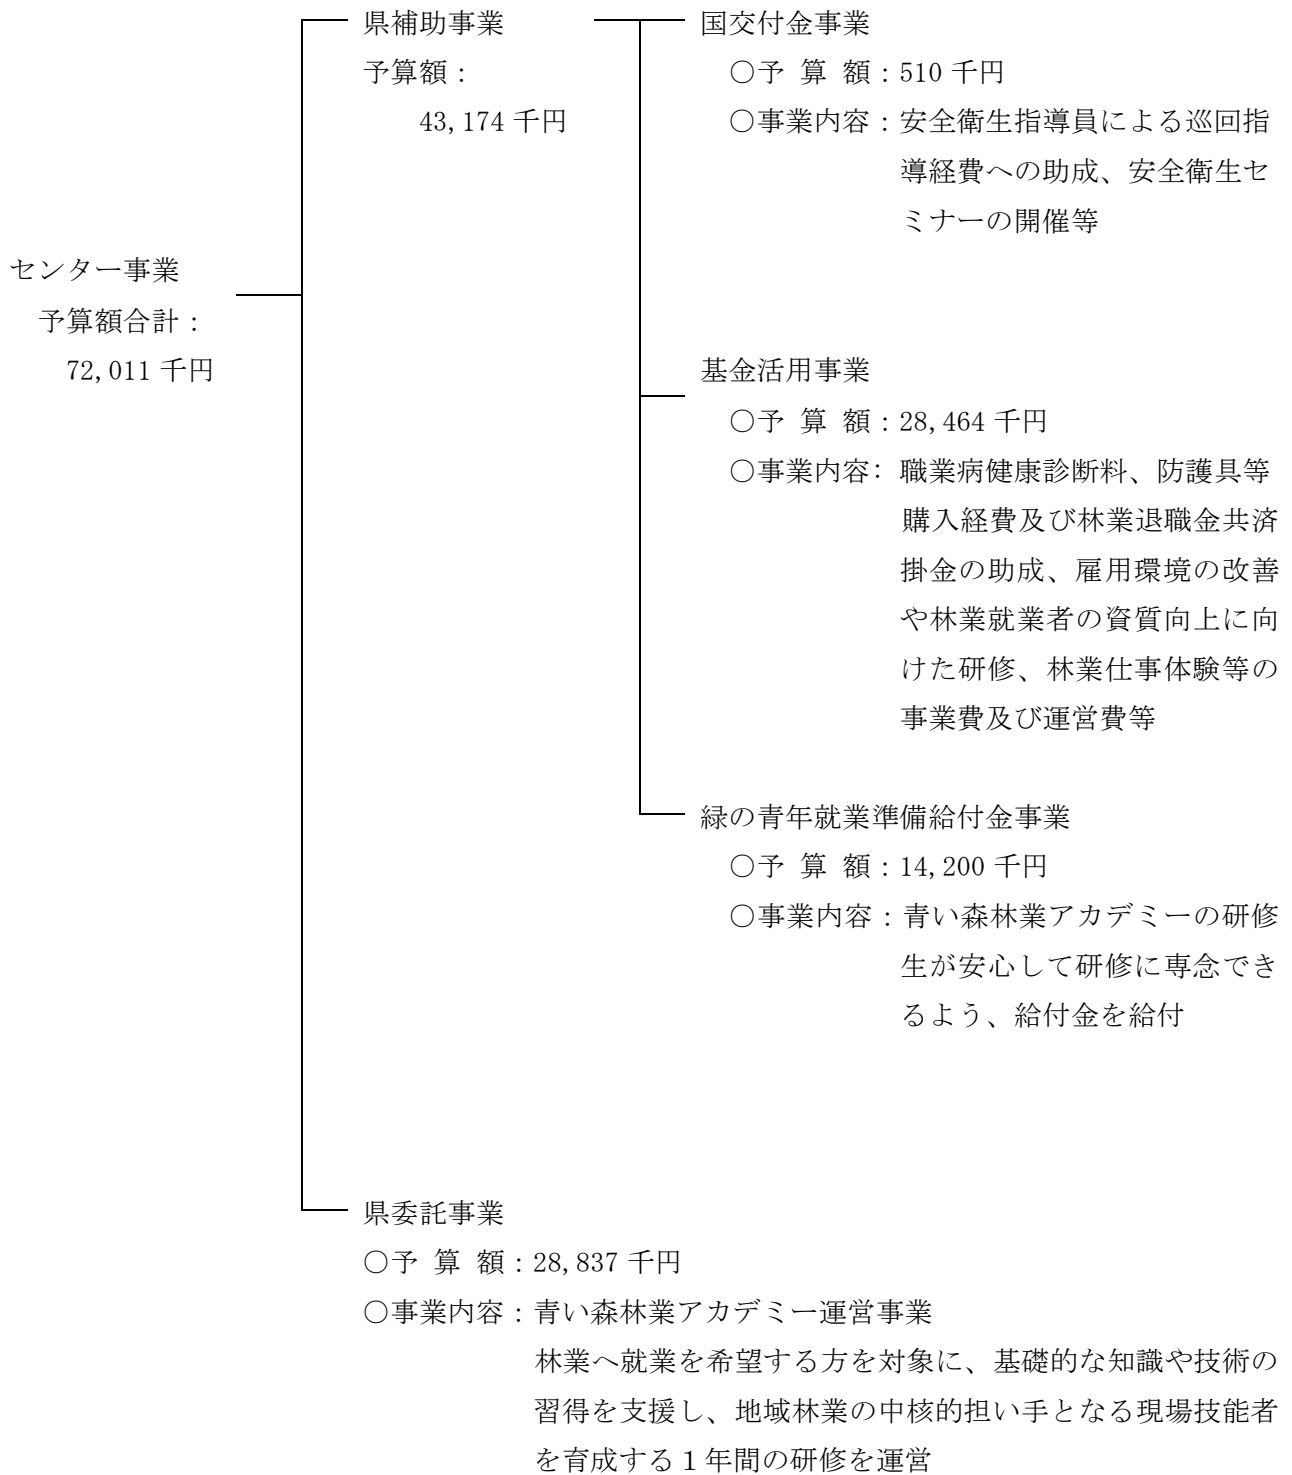 センター事業
予算額合計：
72,011 千円
県補助事業
予算額：
43,174 千円
国交付金事業
○予 算 額：510 千円
○事業内容：安全衛生指導員による巡回指
導経費への助成、安全衛生セ
ミナーの開催等
基金活用事業
○予 算 額：28,464 千円
○事業内容：職業病健康診断料、防護具等
購入経費及び林業退職金共済
掛金の助成、雇用環境の改善
や林業就業者の資質向上に向
けた研修、林業仕事体験等の
事業費及び運営費等
緑の青年就業準備給付金事業
○予 算 額：14,200 千円
○事業内容：青い森林業アカデミーの研修
生が安心して研修に専念でき
るよう、給付金を給付
県委託事業
○予 算 額：28,837 千円
○事業内容：青い森林業アカデミー運営事業
林業へ就業を希望する方を対象に、基礎的な知識や技術の
習得を支援し、地域林業の中核的担い手となる現場技能者
を育成する１年間の研修を運営